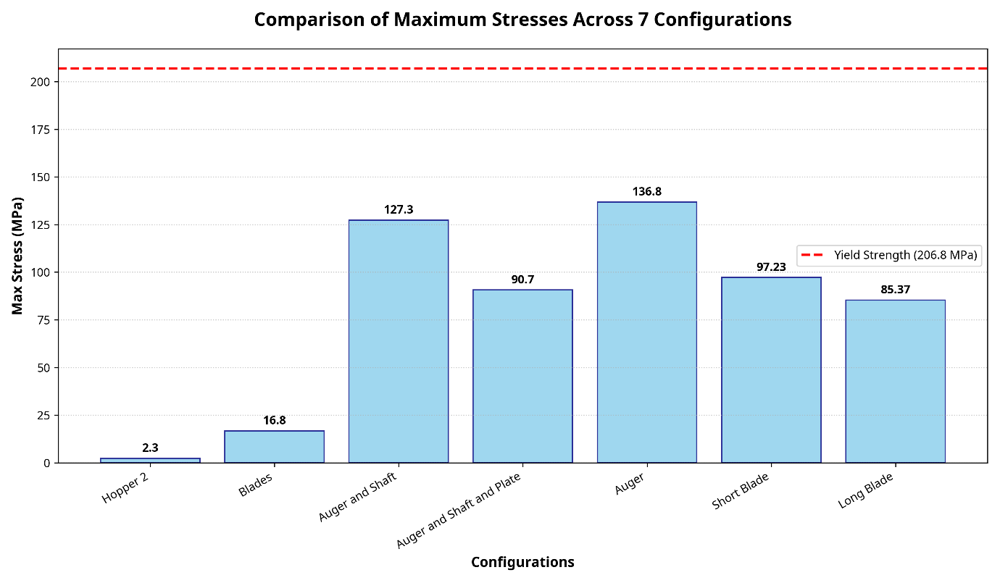 Comparison of Maximum Stresses Across 7 Configurations
Max Stress (MPa)
200
175
150
125
100
75
50
25
0
2.3
16.8
127.3
90.7
136.8
97.23
85.37
Yield Strength (206.8 MPa)
Hopper 2
Blades
Auger and Shaft
Auger and Shaft and Plate
Auger
Short Blade
Long Blade
Configurations